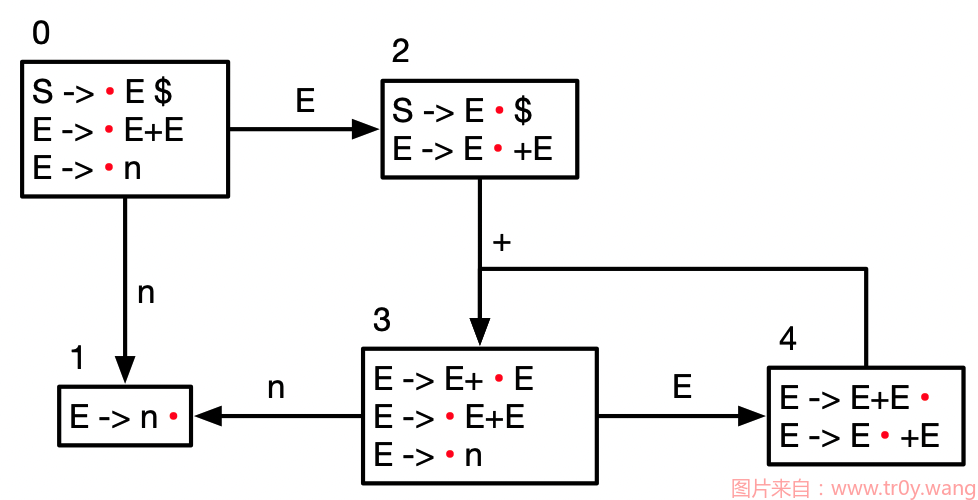 0
S -> • E $
E -> • E+E
E -> • n
E
2
S -> E • $
E -> E • +E
+
n
1
E -> n •
n
3
E -> E+ • E
E -> • E+E
E -> • n
E
4
E -> E+E •
E -> E • +E
图片来自：www.tr0y.wang